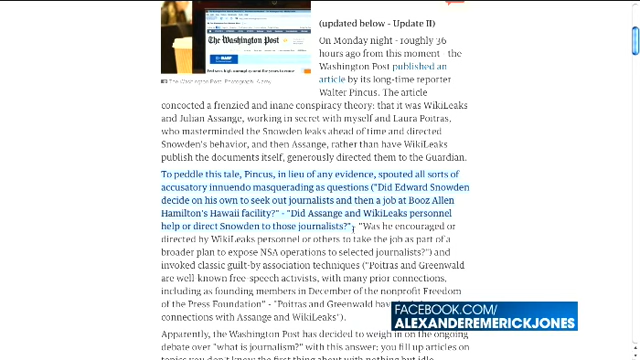 The Washington Post
(updated below - Update II)
On Monday night - roughly 36
hours ago from this moment - the
Washington Post published an
article by its long-time reporter
Walter Pincus. The article
concocted a frenzied and inane conspiracy theory: that it was WikiLeaks
and Julian Assange, working in secret with myself and Laura Poitras,
who masterminded the Snowden leaks ahead of time and directed
Snowden's behavior, and then Assange, rather than have WikiLeaks
publish the documents itself, generously directed them to the Guardian.
To peddle this tale, Pincus, in lieu of any evidence, spouted all sorts of
accusatory innuendo masquerading as questions ("Did Edward Snowden
decide on his own to seek out journalists and then a job at Booz Allen
Hamilton's Hawaii facility?" - "Did Assange and WikiLeaks personnel
help or direct Snowden to those journalists?", "Was he encouraged or
directed by WikiLeaks personnel or others to take the job as part of a
broader plan to expose NSA operations to selected journalists?") and
invoked classic guilt-by association techniques ("Poitras and Greenwald
are well known free-speech activists, with many prior connections,
including as founding members in December of the nonprofit Freedom
of the Press Foundation" - "Poitras and Greenwald have
connections with Assange and WikiLeaks").
FACEBOOK.COM/
ALEXANDEREMERICKJONES
Apparently, the Washington Post has decided to weigh in on the ongoing
debate over "what is journalism?" with this answer: you fill up articles on
topics you don't know the first thing about with nothing but idle